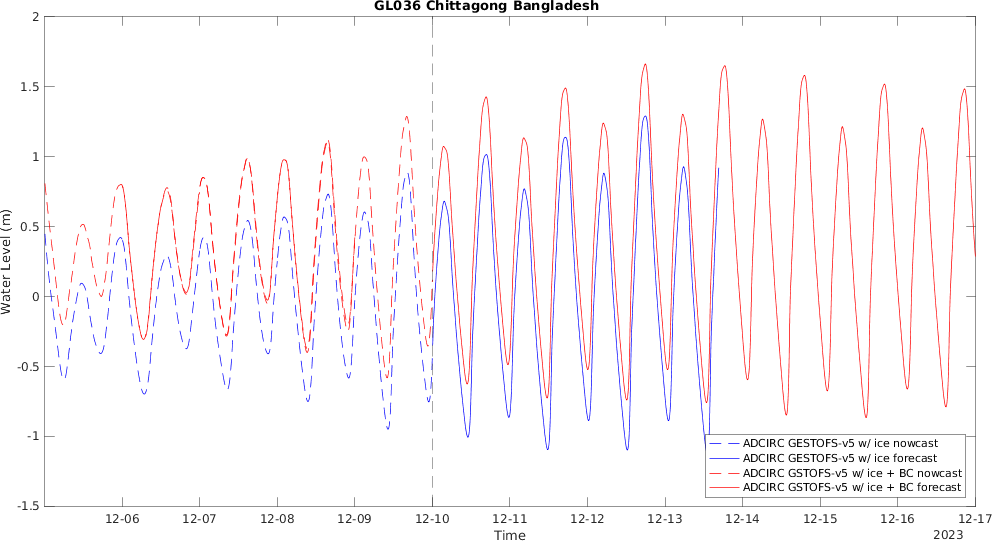 GL036 Chittagong Bangladesh
2
1.5
1
0.5
0
-0.5
-1
-1.5
Water Level (m)
12-06 12-07 12-08 12-09 12-10 12-11 12-12 12-13 12-14 12-15 12-16 12-17
Time
2023
ADCIRC GESTOFS-v5 w/ ice nowcast
ADCIRC GESTOFS-v5 w/ ice forecast
ADCIRC GSTOFS-v5 w/ ice + BC nowcast
ADCIRC GSTOFS-v5 w/ ice + BC forecast